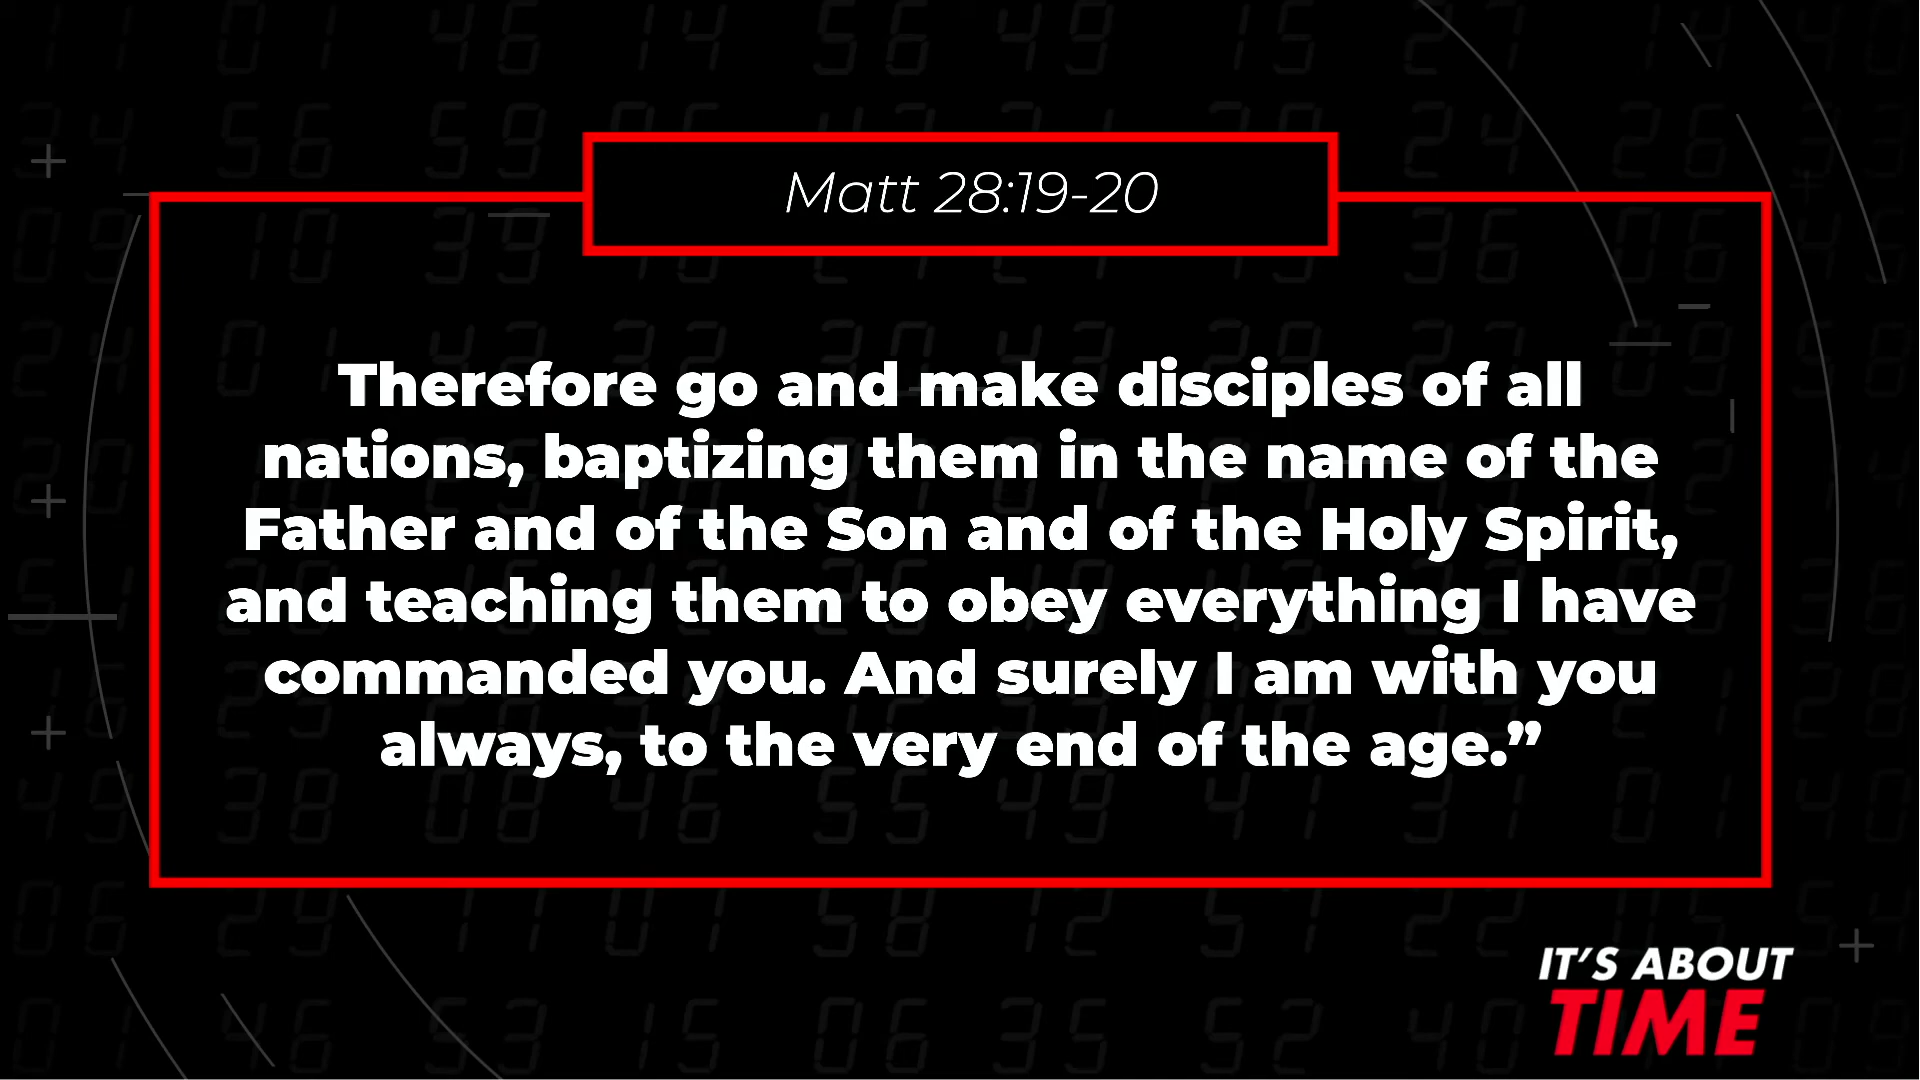 Matt 28:19-20
Therefore go and make disciples of all
nations, baptizing them in the name of the
Father and of the Son and of the Holy Spirit,
and teaching them to obey everything I have
commanded you. And surely I am with you
always, to the very end of the age.”
IT’S ABOUT
TIME